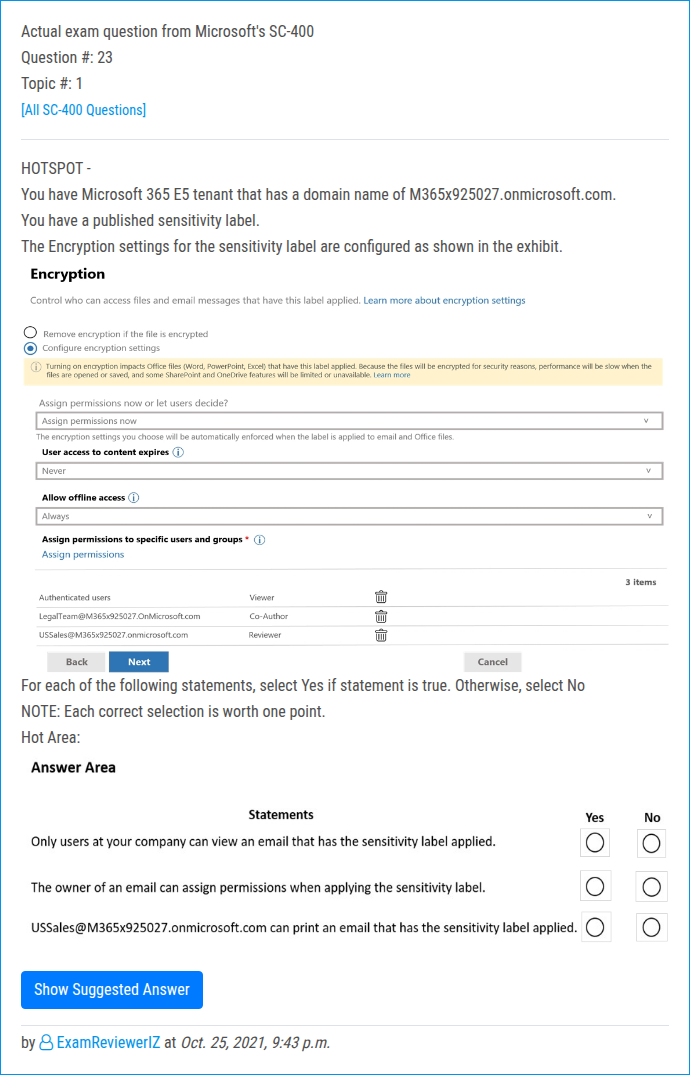 Actual exam question from Microsoft's SC-400
Question #: 23
Topic #: 1
[All SC-400 Questions]
HOTSPOT -
You have Microsoft 365 E5 tenant that has a domain name of M365x925027.onmicrosoft.com.
You have a published sensitivity label.
The Encryption settings for the sensitivity label are configured as shown in the exhibit.
Encryption
Control who can access files and email messages that have this label applied. Learn more about encryption settings
Remove encryption if the file is encrypted
Configure encryption settings
Turning on encryption impacts Office files (Word, PowerPoint, Excel) that have this label applied. Because the files will be encrypted for security reasons, performance will be slow when the
files are opened or saved, and some SharePoint and OneDrive features will be limited or unavailable. Learn more
Assign permissions now or let users decide?
Assign permissions now
The encryption settings you choose will be automatically enforced when the label is applied to email and Office files.
User access to content expires
Never
Allow offline access
Always
Assign permissions to specific users and groups *
Assign permissions
3 items
Authenticated users Viewer
LegalTeam@M365x925027.OnMicrosoft.com Co-Author
USSales@M365x925027.onmicrosoft.com Reviewer
Back Next Cancel
For each of the following statements, select Yes if statement is true. Otherwise, select No
NOTE: Each correct selection is worth one point.
Hot Area:
Answer Area
Statements Yes No
Only users at your company can view an email that has the sensitivity label applied.
The owner of an email can assign permissions when applying the sensitivity label.
USSales@M365x925027.onmicrosoft.com can print an email that has the sensitivity label applied.
Show Suggested Answer
by ExamReviewerIZ at Oct. 25, 2021, 9:43 p.m.